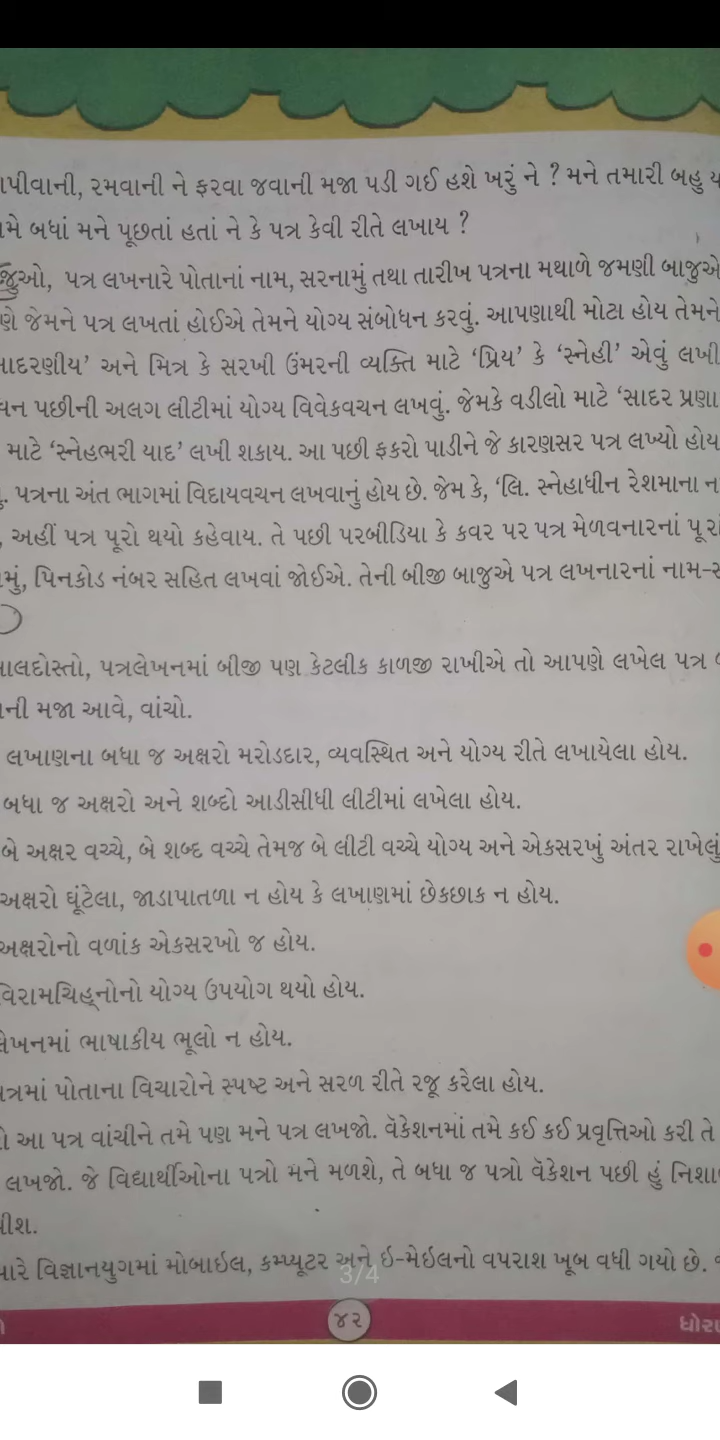 ાપીવાની, રમવાની ને ફરવા જવાની મજા પડી ગઈ હશે ખરું ને ? મને તમારી બહુ ય
મે બધાં મને પૂછતાં હતાં ને કે પત્ર કેવી રીતે લખાય ?
જુઓ, પત્ર લખનારે પોતાનાં નામ, સરનામું તથા તારીખ પત્રના મથાળે જમણી બાજુએ
ણે જેમને પત્ર લખતાં હોઈએ તેમને યોગ્ય સંબોધન કરવું. આપણાથી મોટા હોય તેમને
ાદરણીય’ અને મિત્ર કે સરખી ઉંમરની વ્યક્તિ માટે ‘પ્રિય’ કે ‘સ્નેહી’ એવું લખી
વન પછીની અલગ લીટીમાં યોગ્ય વિવેકવચન લખવું. જેમકે વડીલો માટે ‘સાદર પ્રણા
માટે ‘સ્નેહભરી યાદ’ લખી શકાય. આ પછી ફકરો પાડીને જે કારણસર પત્ર લખ્યો હોય
. પત્રના અંત ભાગમાં વિદાયવચન લખવાનું હોય છે. જેમ કે, ‘લિ. સ્નેહાધીન રેશમાના ન
, અહીં પત્ર પૂરો થયો કહેવાય. તે પછી પરબીડિયા કે કવર પર પત્ર મેળવનારનાં પૂરાં
મું, પિનકોડ નંબર સહિત લખવાં જોઈએ. તેની બીજી બાજુએ પત્ર લખનારનાં નામ-સ
ાલદોસ્તો, પત્રલેખનમાં બીજી પણ કેટલીક કાળજી રાખીએ તો આપણે લખેલ પત્ર
ાની મજા આવે, વાંચો.
લખાણના બધા જ અક્ષરો મરોડદાર, વ્યવસ્થિત અને યોગ્ય રીતે લખાયેલા હોય.
બધા જ અક્ષરો અને શબ્દો આડીસીધી લીટીમાં લખેલા હોય.
બે અક્ષર વચ્ચે, બે શબ્દ વચ્ચે તેમજ બે લીટી વચ્ચે યોગ્ય અને એકસરખું અંતર રાખેલું
અક્ષરો ઘૂંટેલા, જાડાપાતળા ન હોય કે લખાણમાં છેકછાક ન હોય.
અક્ષરોનો વળાંક એકસરખો જ હોય.
વિરામચિહ્નોનો યોગ્ય ઉપયોગ થયો હોય.
લેખનમાં ભાષાકીય ભૂલો ન હોય.
પત્રમાં પોતાના વિચારોને સ્પષ્ટ અને સરળ રીતે રજૂ કરેલા હોય.
ો આ પત્ર વાંચીને તમે પણ મને પત્ર લખજો. વૅકેશનમાં તમે કઈ કઈ પ્રવૃત્તિઓ કરી તે
લખજો. જે વિદ્યાર્થીઓના પત્રો મને મળશે, તે બધા જ પત્રો વૅકેશન પછી હું નિશા
ીશ.
ારે વિજ્ઞાનયુગમાં મોબાઇલ, કમ્પ્યૂટર અને ઇ-મેઇલનો વપરાશ ખૂબ વધી ગયો છે.
3/4
૪૨
ધોર